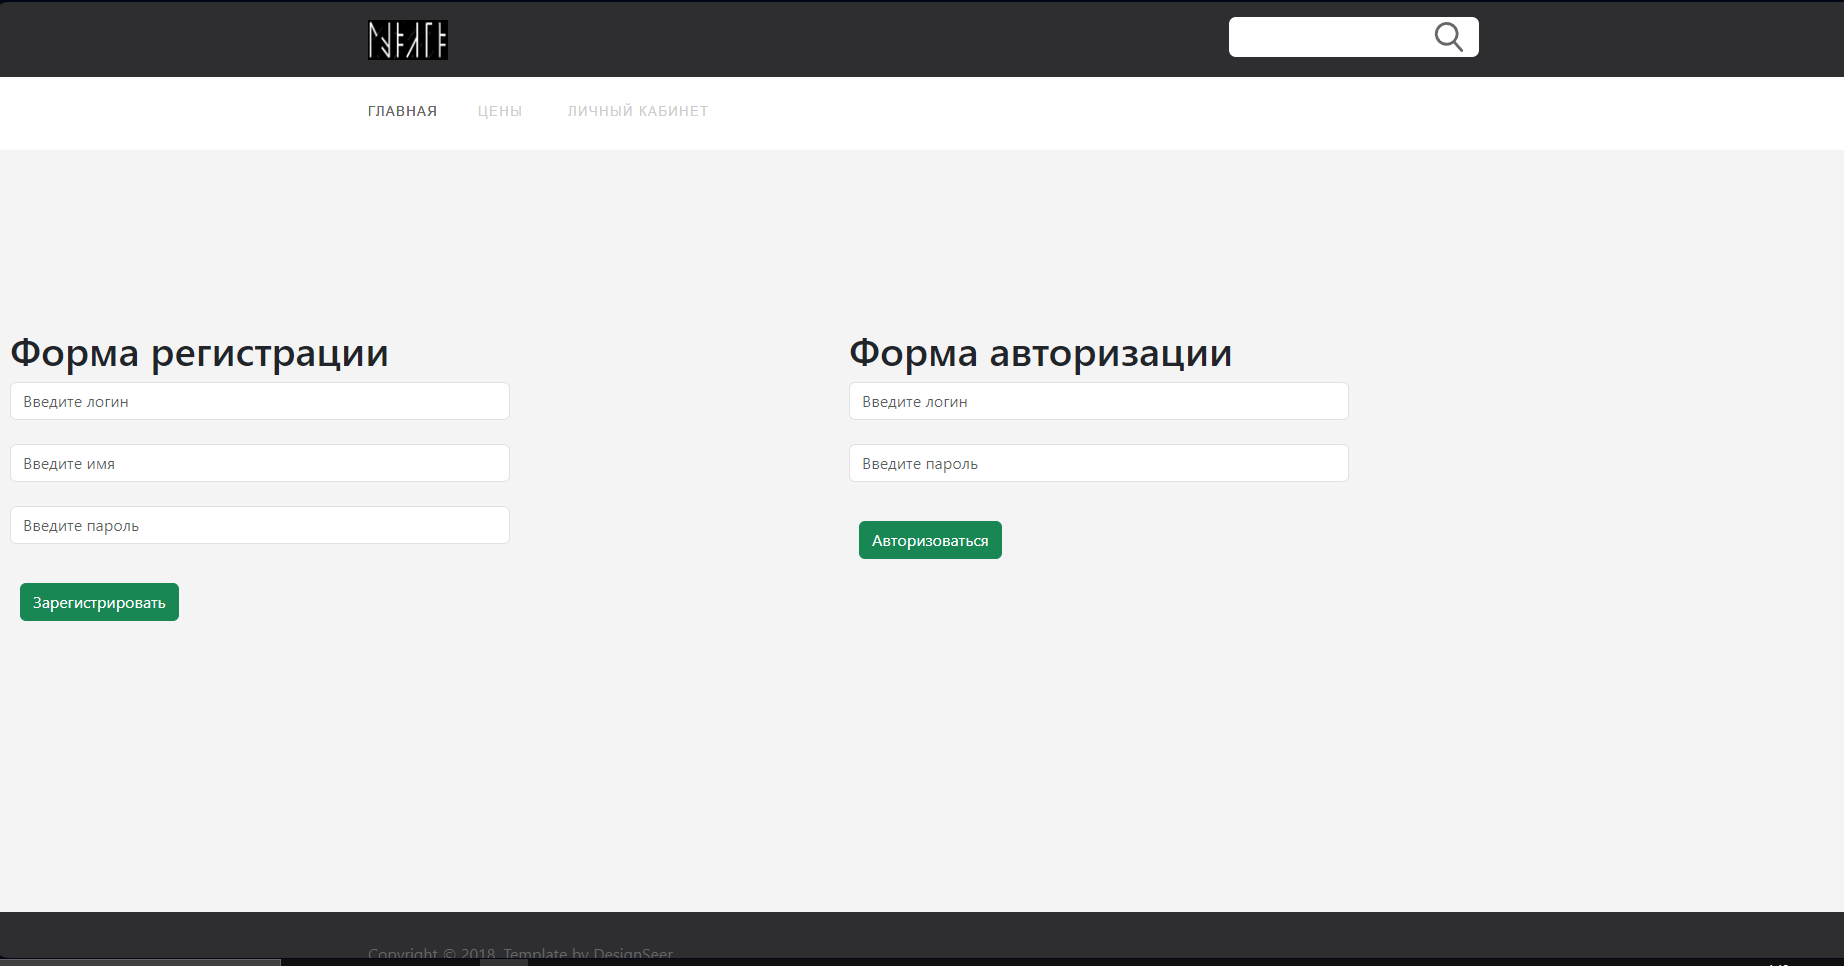 ГЛАВНАЯ ЦЕНЫ ЛИЧНЫЙ КАБИНЕТ
Форма регистрации
Введите логин
Введите имя
Введите пароль
Зарегистрировать
Форма авторизации
Введите логин
Введите пароль
Авторизоваться
Copyright © 2018. Template by DesignSeer